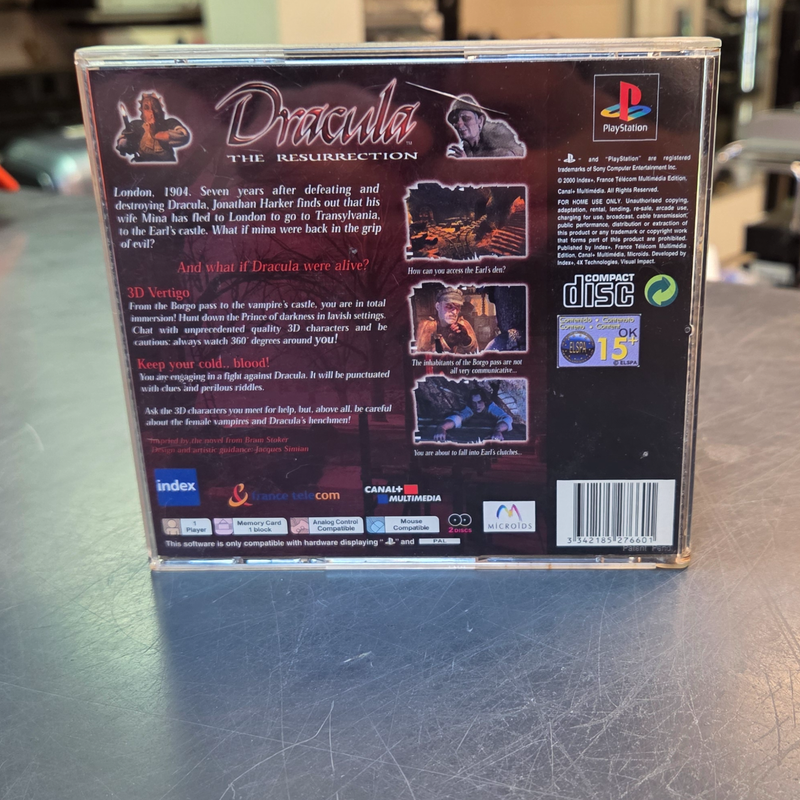 Dracula
THE RESURRECTION
London, 1904. Seven years after defeating and
destroying Dracula, Jonathan Harker finds out that his
wife Mina has fled to London to go to Transylvania,
to the Earl's castle. What if mina were back in the grip
of evil?
And what if Dracula were alive?
3D Vertigo
From the Borgo pass to the vampire's castle, you are in total
immersion! Hunt down the Prince of darkness in lavish settings.
Chat with unprecedented quality 3D characters and be
cautious: always watch 360° degrees around you!
Keep your cold.. blood!
You are engaging in a fight against Dracula. It will be punctuated
with clues and perilous riddles.
Ask the 3D characters you meet for help, but, above all, be careful
about the female vampires and Dracula's henchmen!
Inspired by the novel from Bram Stoker
Design and artistic guidance: Jacques Simian
How can you access the Earl's den?
The inhabitants of the Borgo pass are not
all very communicative...
You are about to fall into Earl's clutches...
PlayStation
- and "PlayStation" are registered
trademarks of Sony Computer Entertainment Inc.
© 2000 Index+, France Télécom Multimédia Edition,
Canal+ Multimédia. All Rights Reserved.
FOR HOME USE ONLY. Unauthorised copying,
adaptation, rental, lending, re-sale, arcade use,
charging for use, broadcast, cable transmission,
public performance, distribution or extraction of
this product or any trademark or copyright work
that forms part of this product are prohibited.
Published by Index+, France Télécom Multimédia
Edition, Canal+ Multimédia, Microïds. Developed by
Index+, 4X Technologies, Visual Impact.
COMPACT
disc
Contenido • Contenuto
Contenu • Content
ELSPA
OK
15+
© ELSPA
index
france telecom
CANAL+
MULTIMEDIA
MICROÏDS
1
Player
Memory Card
1 block
Analog Control
Compatible
Mouse
Compatible
2 DISCS
This software is only compatible with hardware displaying " " and PAL
3 342185 276601